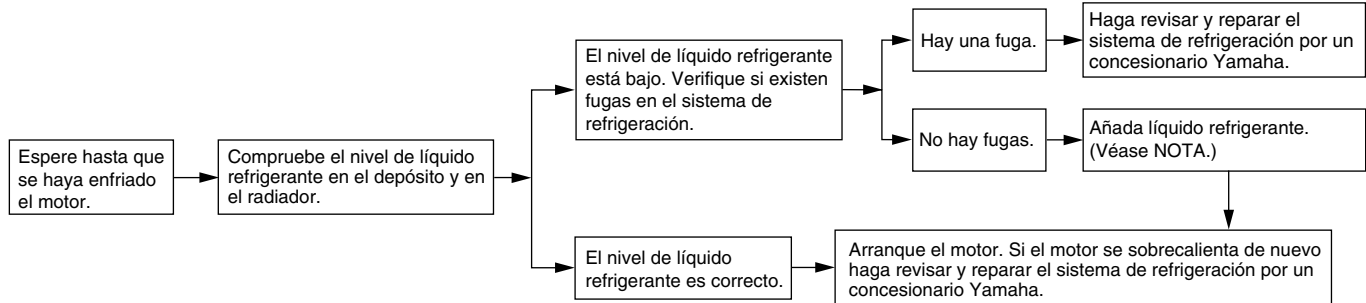 Espere hasta que
se haya enfriado
el motor.
Compruebe el nivel de líquido
refrigerante en el depósito y en
el radiador.
El nivel de líquido refrigerante
está bajo. Verifique si existen
fugas en el sistema de
refrigeración.
Hay una fuga.
Haga revisar y reparar el
sistema de refrigeración por un
concesionario Yamaha.
No hay fugas.
Añada líquido refrigerante.
(Véase NOTA.)
El nivel de líquido
refrigerante es correcto.
Arranque el motor. Si el motor se sobrecalienta de nuevo
haga revisar y reparar el sistema de refrigeración por un
concesionario Yamaha.